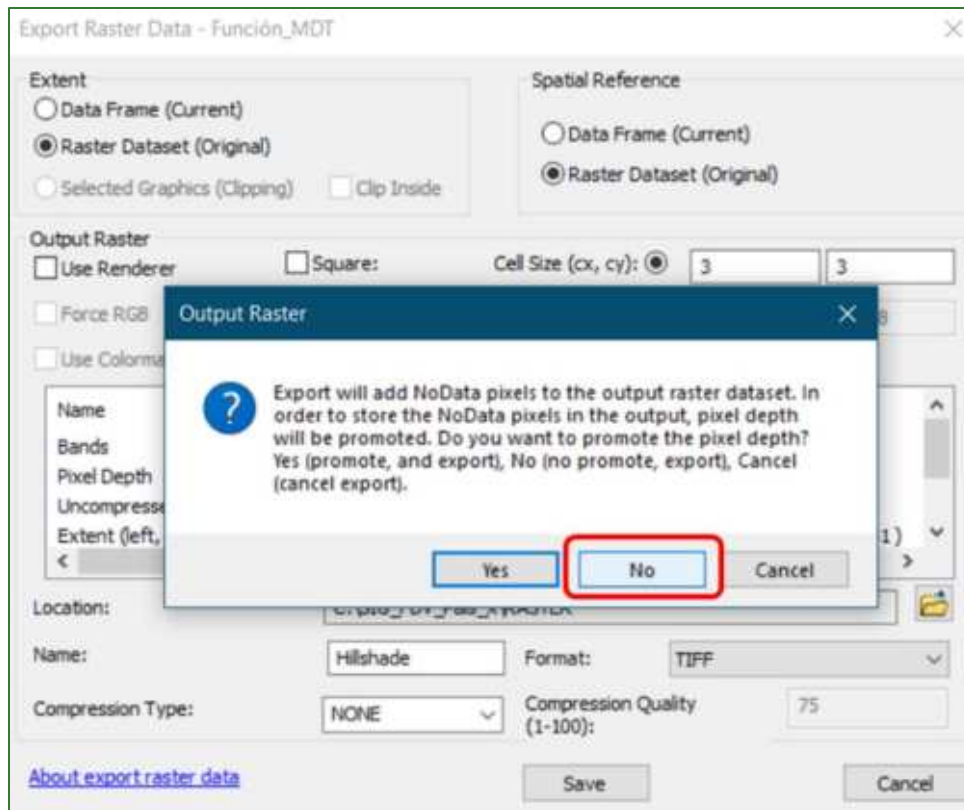 Export Raster Data - Función_MDT
Extent
Data Frame (Current)
Raster Dataset (Original)
Selected Graphics (Clipping) Clip Inside
Spatial Reference
Data Frame (Current)
Raster Dataset (Original)
Output Raster
Use Renderer Square: Cell Size (cx, cy): 3 3
Force RGB
Output Raster
Export will add NoData pixels to the output raster dataset. In
order to store the NoData pixels in the output, pixel depth
will be promoted. Do you want to promote the pixel depth?
Yes (promote, and export), No (no promote, export), Cancel
(cancel export).
Yes No Cancel
Name
Bands
Pixel Depth
Extent (left, 1)
Location:
Name: Hillshade Format: TIFF
Compression Type: NONE Compression Quality 75
(1-100):
About export raster data Save Cancel